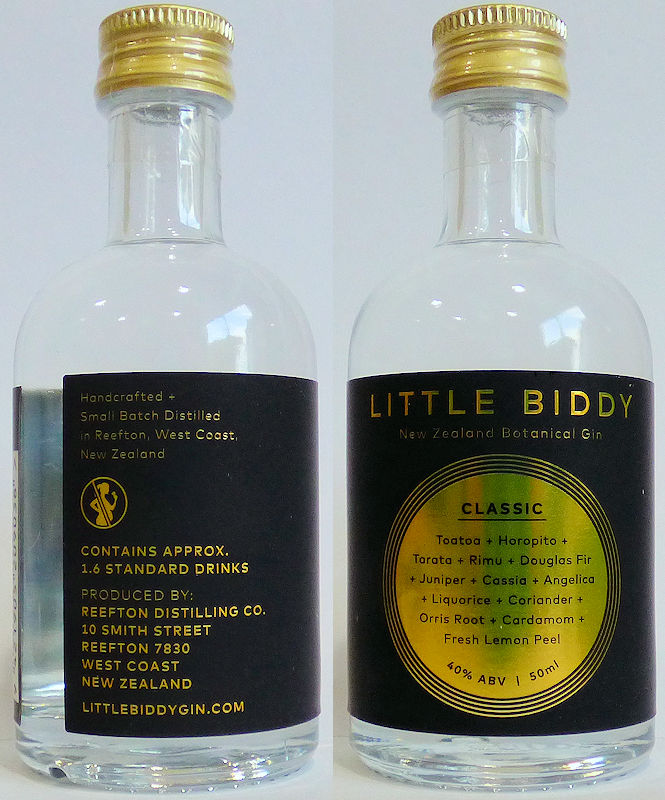 Handcrafted +
Small Batch Distilled
in Reefton, West Coast,
New Zealand
CONTAINS APPROX.
1.6 STANDARD DRINKS
PRODUCED BY:
REEFTON DISTILLING CO.
10 SMITH STREET
REEFTON 7830
WEST COAST
NEW ZEALAND
LITTLEBIDDYGIN.COM
LITTLE BIDDY
New Zealand Botanical Gin
CLASSIC
Toatoa + Horopito +
Tarata + Rimu + Douglas Fir
+ Juniper + Cassia + Angelica
+ Liquorice + Coriander +
Orris Root + Cardamom +
Fresh Lemon Peel
40% ABV | 50ml